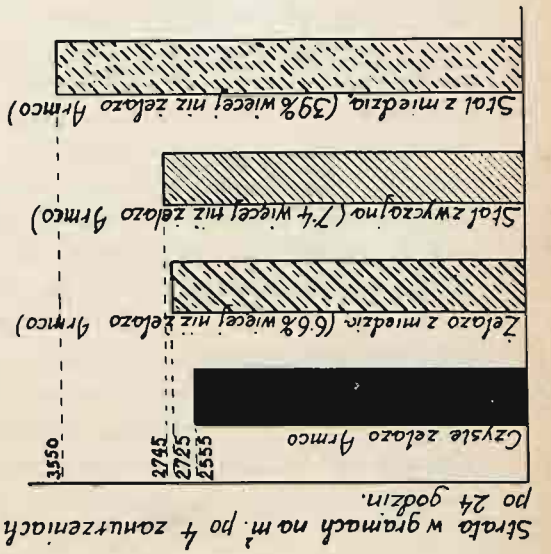 Strata w gramach na m² po 4 zanurzeniach
po 24 godzin.
2555
2725
2745
3550
Czyste żelazo Armco
Żelazo z miedzią (6·6% więcej niż żelazo Armco)
Stal zwyczajna (7·4 więcej niż żelazo Armco)
Stal z miedzią, (39% więcej niż żelazo Armco)